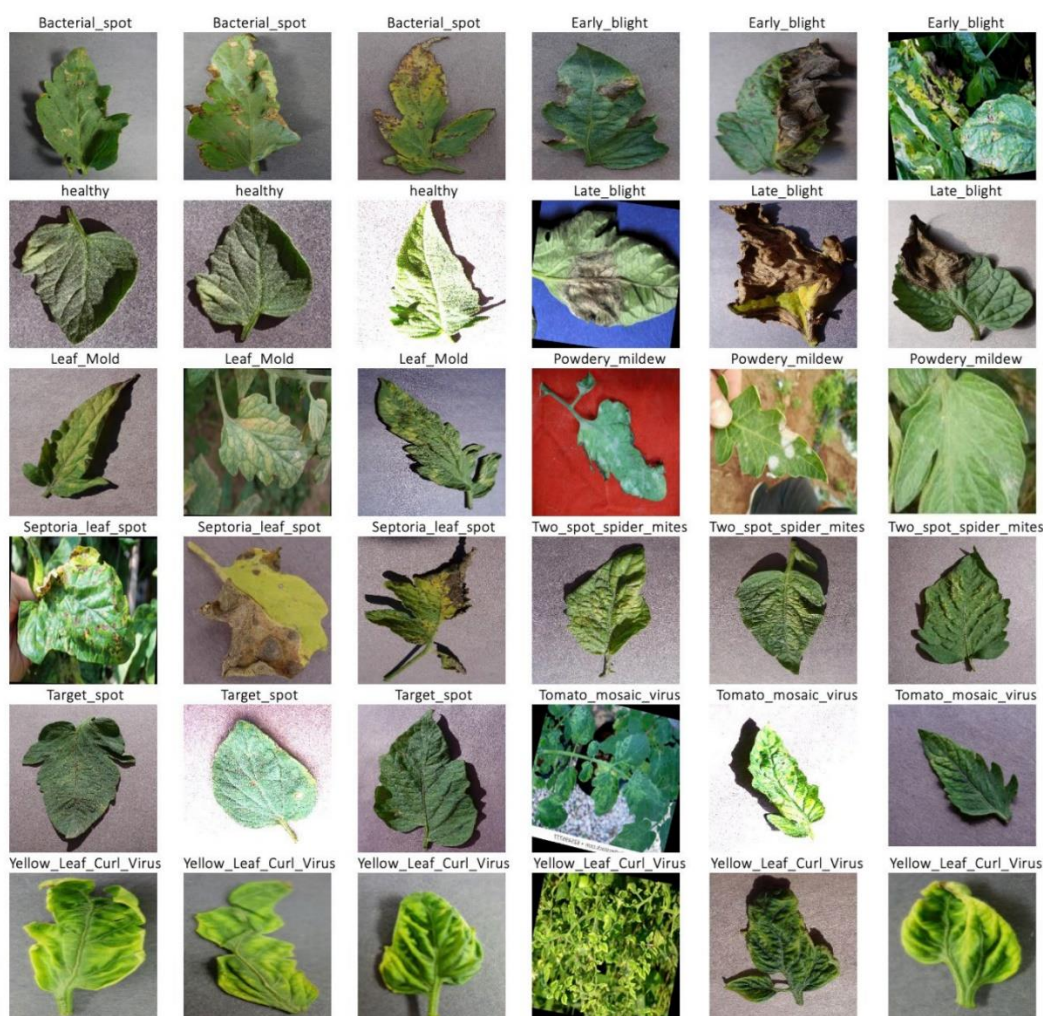 Bacterial_spot Bacterial_spot Bacterial_spot Early_blight Early_blight Early_blight
healthy healthy healthy Late_blight Late_blight Late_blight
Leaf_Mold Leaf_Mold Leaf_Mold Powdery_mildew Powdery_mildew Powdery_mildew
Septoria_leaf_spot Septoria_leaf_spot Septoria_leaf_spot Two_spot_spider_mites Two_spot_spider_mites Two_spot_spider_mites
Target_spot Target_spot Target_spot Tomato_mosaic_virus Tomato_mosaic_virus Tomato_mosaic_virus
Yellow_Leaf_Curl_Virus Yellow_Leaf_Curl_Virus Yellow_Leaf_Curl_Virus Yellow_Leaf_Curl_Virus Yellow_Leaf_Curl_Virus Yellow_Leaf_Curl_Virus